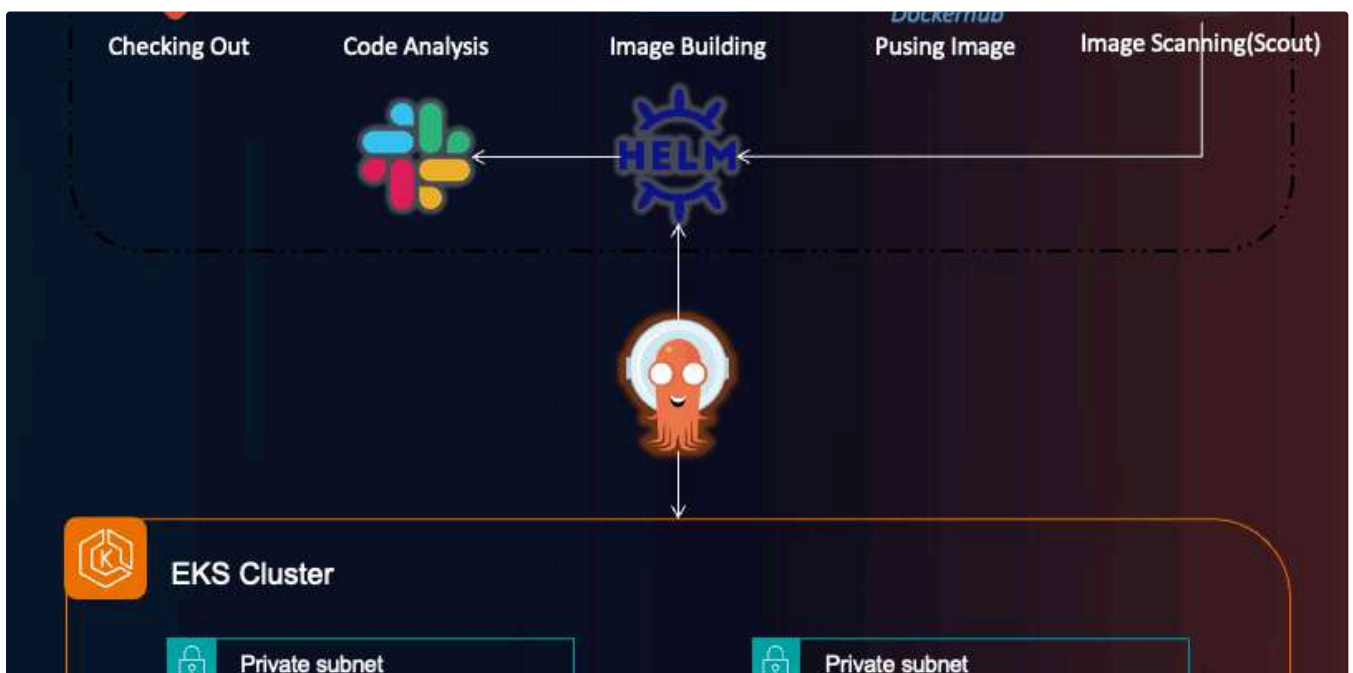 Dockerhub
Checking Out
Code Analysis
Image Building
Pusing Image
Image Scanning(Scout)
HELM
EKS Cluster
K
Private subnet
Private subnet